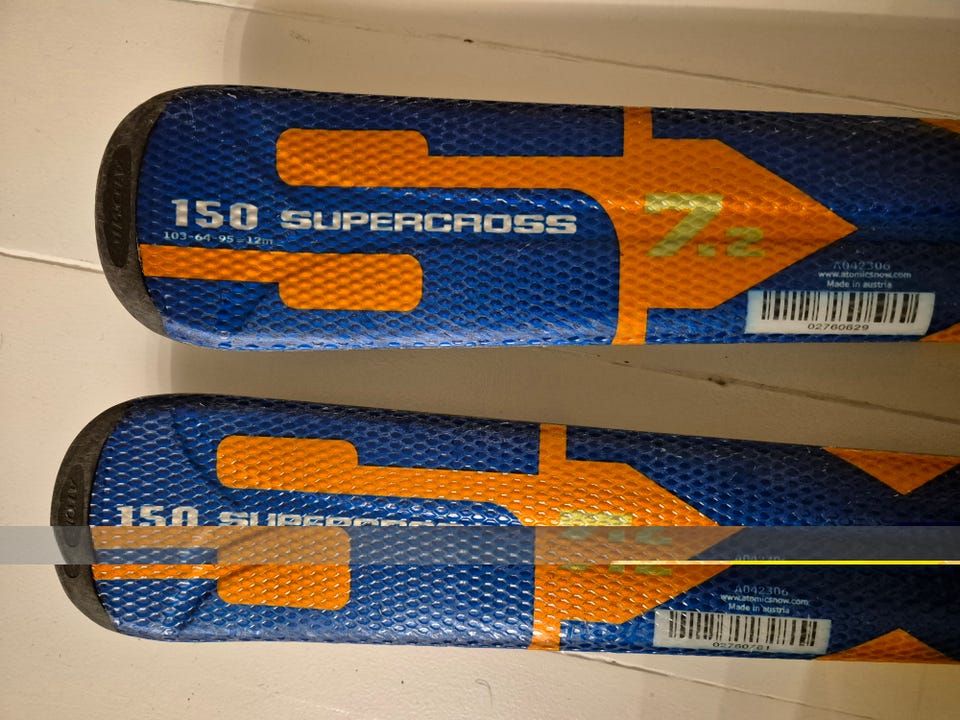 150 SUPERCROSS
103-64-95=12m
7.2
A042306
www.atomicsnow.com
Made in austria
02760629
150 SUPERCROSS
A042306
www.atomicsnow.com
Made in austria